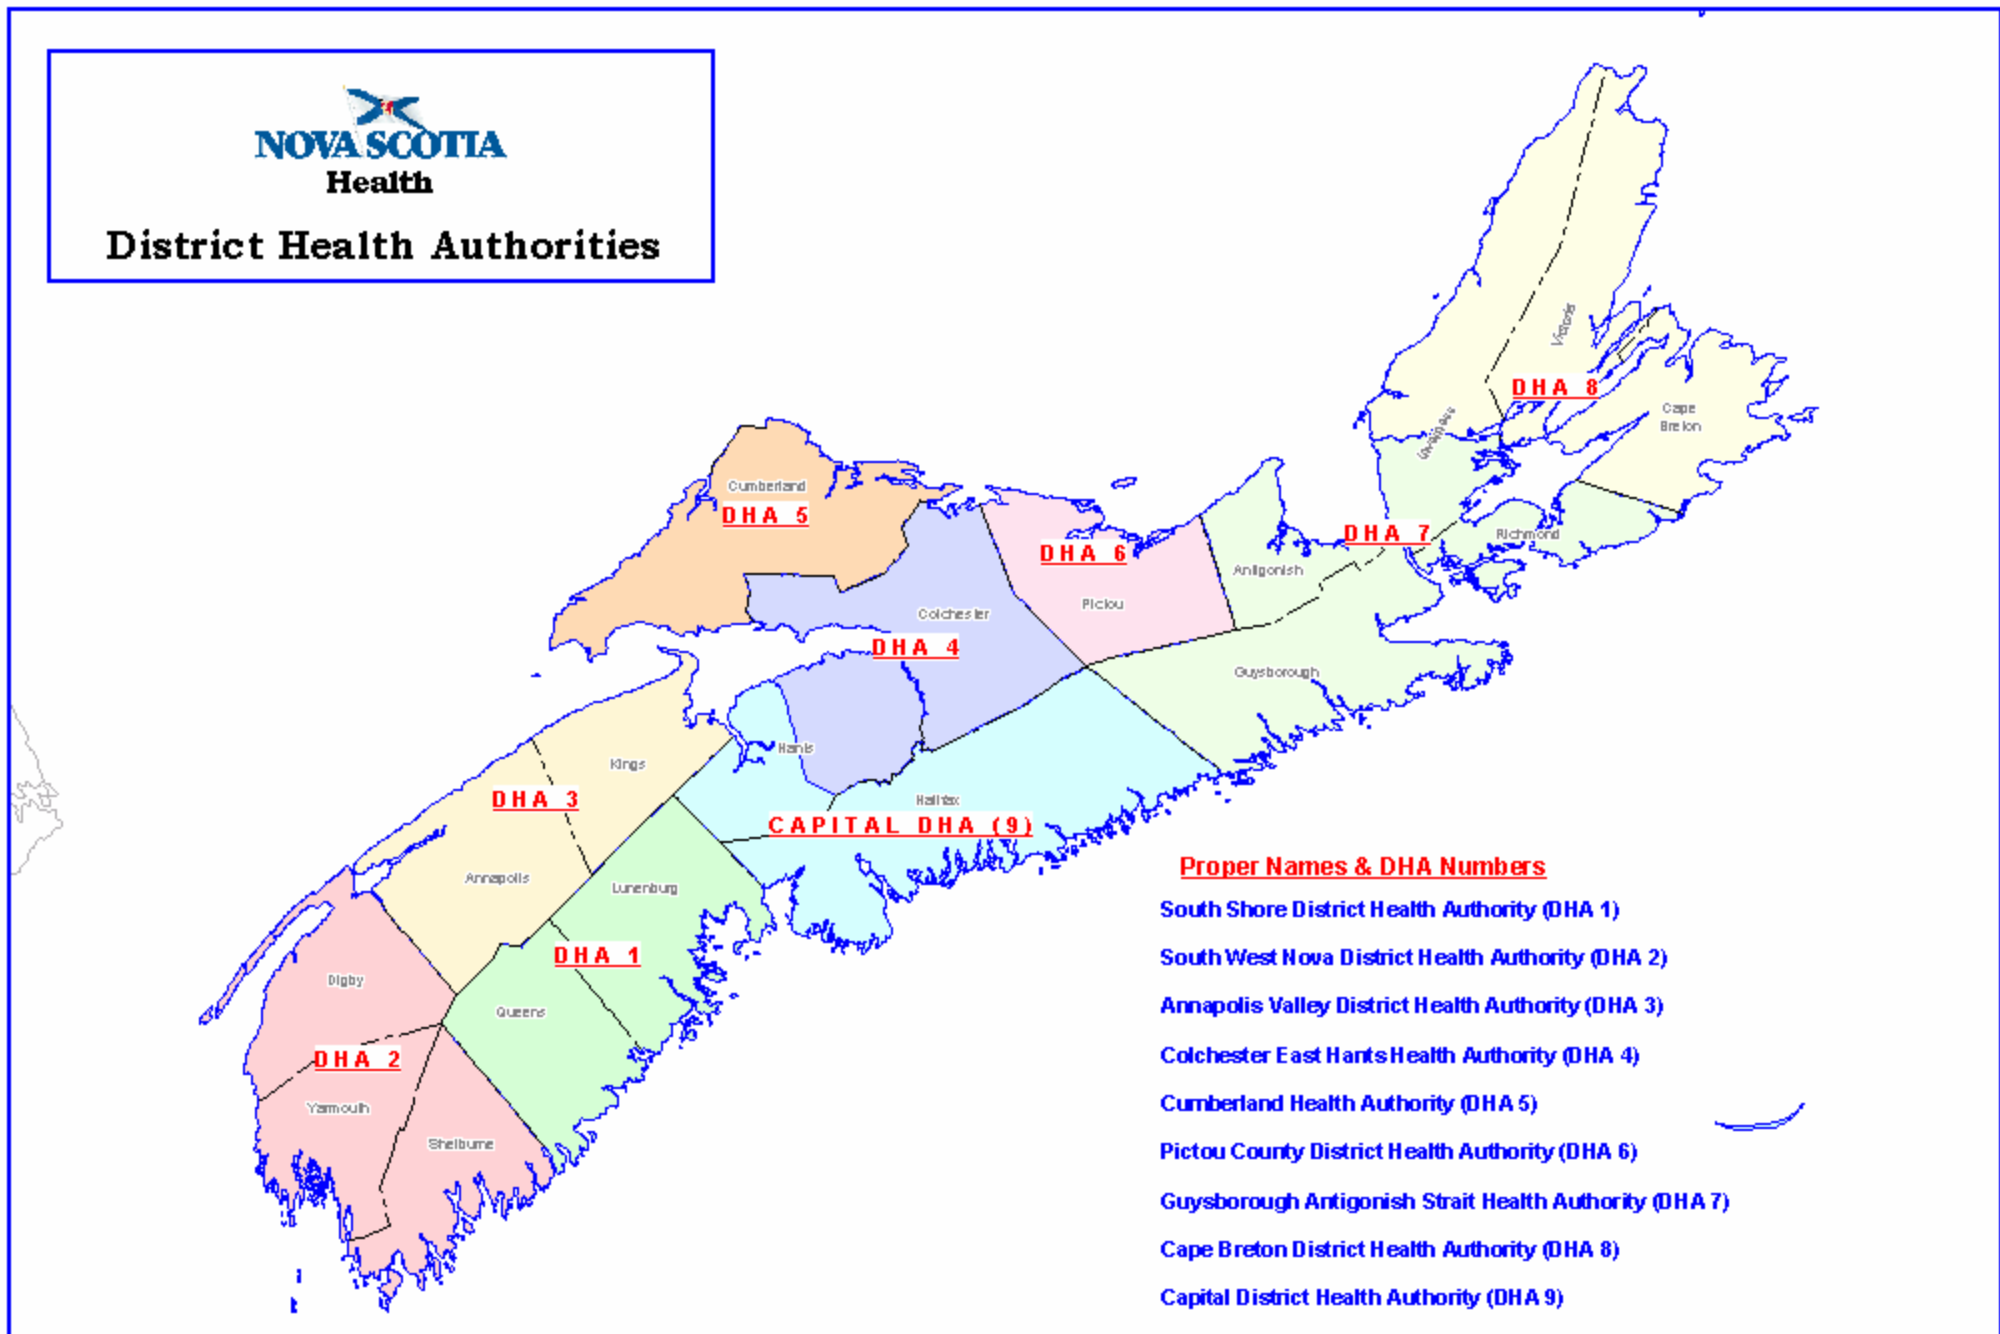 NOVA SCOTIA
Health
District Health Authorities
Victoria
DHA 8
Cape
Breton
Inverness
Cumberland
DHA 5
DHA 7
Richmond
DHA 6
Antigonish
Pictou
Colchester
DHA 4
Guysborough
Hants
Kings
DHA 3
Halifax
CAPITAL DHA (9)
Annapolis
Lunenburg
DHA 1
Digby
Queens
DHA 2
Yarmouth
Shelburne
Proper Names & DHA Numbers
South Shore District Health Authority (DHA 1)
South West Nova District Health Authority (DHA 2)
Annapolis Valley District Health Authority (DHA 3)
Colchester East Hants Health Authority (DHA 4)
Cumberland Health Authority (DHA 5)
Pictou County District Health Authority (DHA 6)
Guysborough Antigonish Strait Health Authority (DHA 7)
Cape Breton District Health Authority (DHA 8)
Capital District Health Authority (DHA 9)